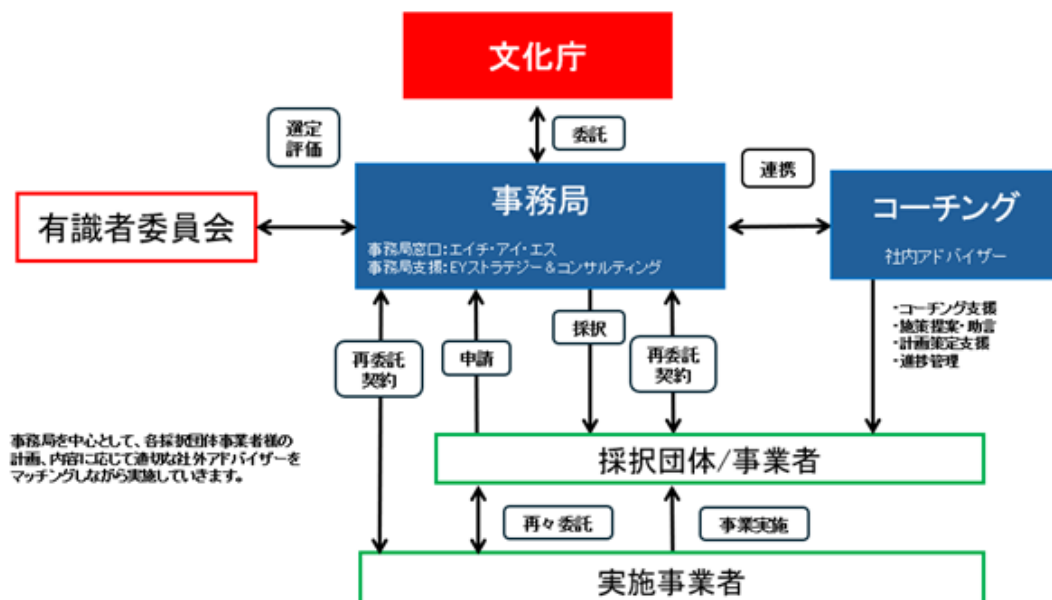 文化庁
選定
評価
委託
連携
有識者委員会
事務局
事務局窓口:エイチ・アイ・エス
事務局支援:EYストラテジー&コンサルティング
コーチング
社内アドバイザー
再委託
契約
申請
採択
再委託
契約
・コーチング支援
・施策提案・助言
・計画策定支援
・進捗管理
事務局を中心として、各採択団体事業者様の
計画、内容に応じて適切な社外アドバイザーを
マッチングしながら実施していきます。
採択団体/事業者
再々委託
事業実施
実施事業者